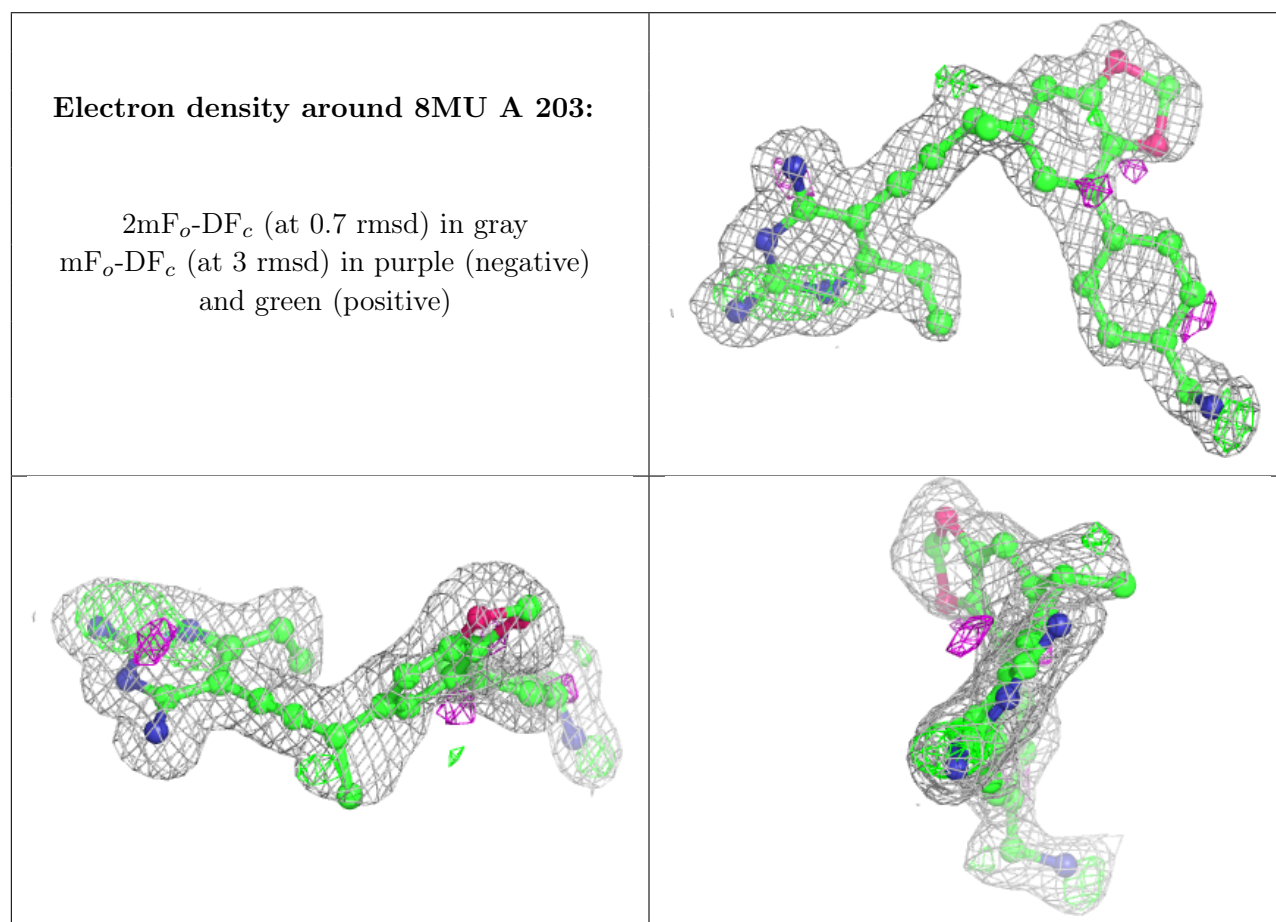 Electron density around 8MU A 203:
2mFₒ-DF𝒸 (at 0.7 rmsd) in gray
mFₒ-DF𝒸 (at 3 rmsd) in purple (negative)
and green (positive)